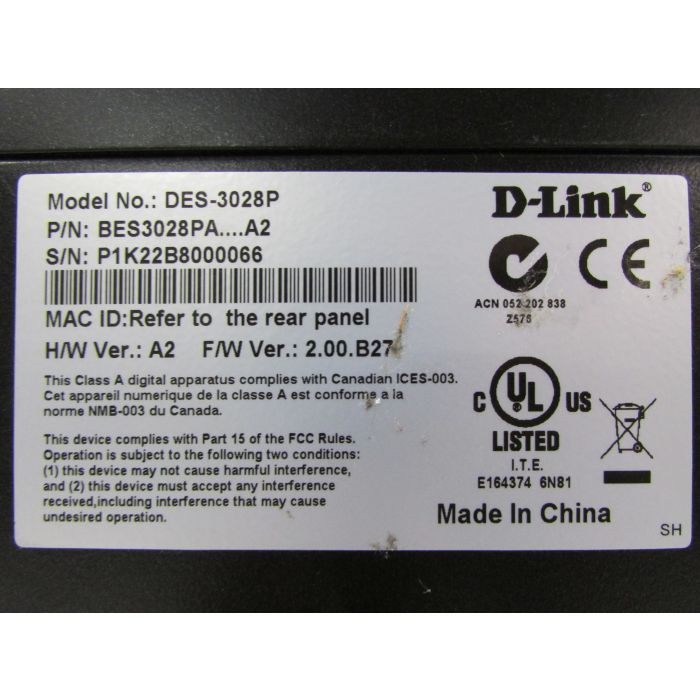 Model No.: DES-3028P
P/N: BES3028PA....A2
S/N: P1K22B8000066
MAC ID:Refer to the rear panel
H/W Ver.: A2 F/W Ver.: 2.00.B27
This Class A digital apparatus complies with Canadian ICES-003.
Cet appareil numerique de la classe A est conforme a la
norme NMB-003 du Canada.
This device complies with Part 15 of the FCC Rules.
Operation is subject to the following two conditions:
(1) this device may not cause harmful interference,
and (2) this device must accept any interference
received,including interference that may cause
undesired operation.
D-Link®
CE
ACN 052 202 838
Z576
C UL ® US
LISTED
I.T.E.
E164374 6N81
Made In China
SH